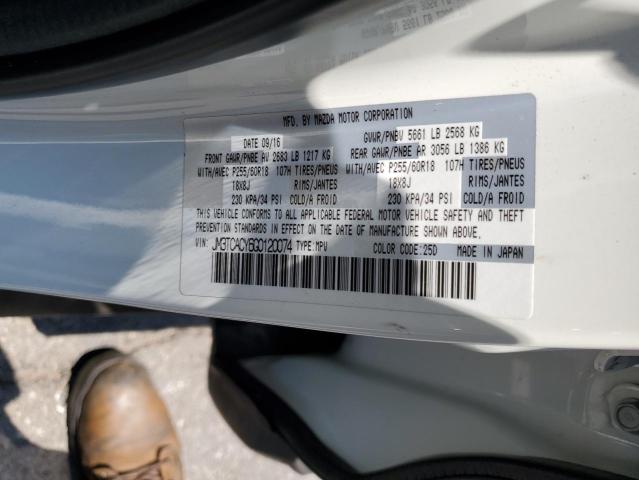 MFD. BY MAZDA MOTOR CORPORATION
DATE 09/16 GVWR/PNBV 5661 LB 2568 KG
FRONT GAWR/PNBE AV 2683 LB 1217 KG REAR GAWR/PNBE AR 3056 LB 1386 KG
WITH/AVEC P255/60R18 107H TIRES/PNEUS WITH/AVEC P255/60R18 107H TIRES/PNEUS
18X8J RIMS/JANTES 18X8J RIMS/JANTES
230 KPA/34 PSI COLD/A FROID 230 KPA/34 PSI COLD/A FROID
THIS VEHICLE CONFORMS TO ALL APPLICABLE FEDERAL MOTOR VEHICLE SAFETY AND THEFT
PREVENTION STANDARDS IN EFFECT ON THE DATE OF MANUFACTURE SHOWN ABOVE.
VIN: JM3TCACY6G0120074 TYPE:MPV COLOR CODE:25D MADE IN JAPAN